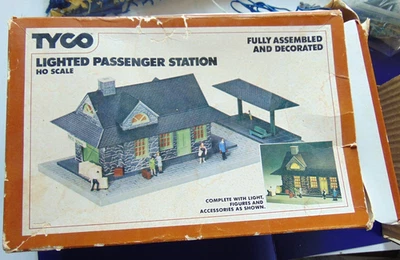 TYCO
FULLY ASSEMBLED
AND DECORATED
LIGHTED PASSENGER STATION
HO SCALE
COMPLETE WITH LIGHT,
FIGURES AND
ACCESSORIES AS SHOWN.